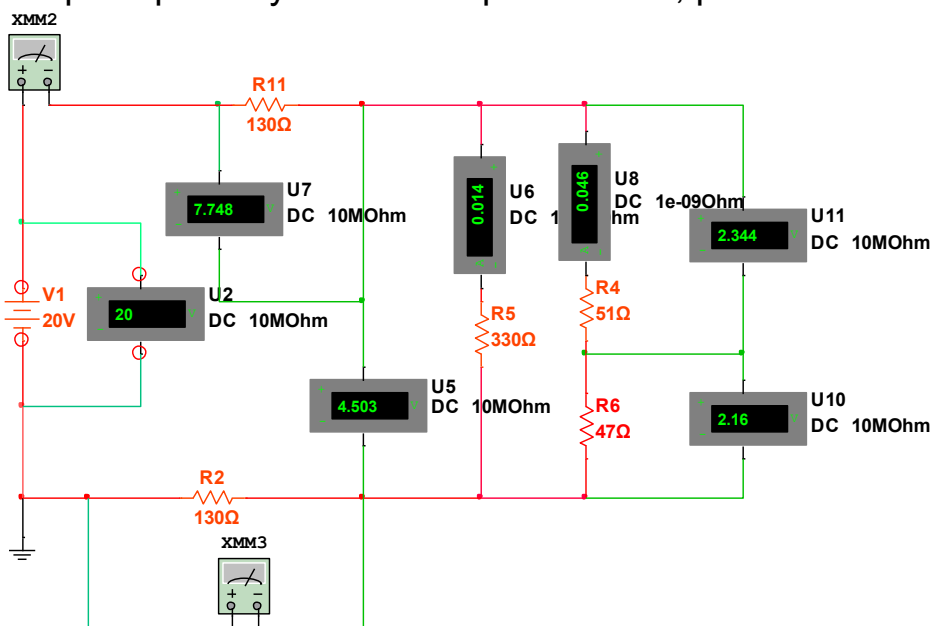 XMM2
R11
130Ω
U7
7.748
DC 10MOhm
U6
0.014
DC 1
hm
U8
0.046
DC 1e-09Ohm
U11
2.344
DC 10MOhm
V1
20V
U2
20
DC 10MOhm
R5
330Ω
R4
51Ω
U5
4.503
DC 10MOhm
R6
47Ω
U10
2.16
DC 10MOhm
R2
130Ω
XMM3